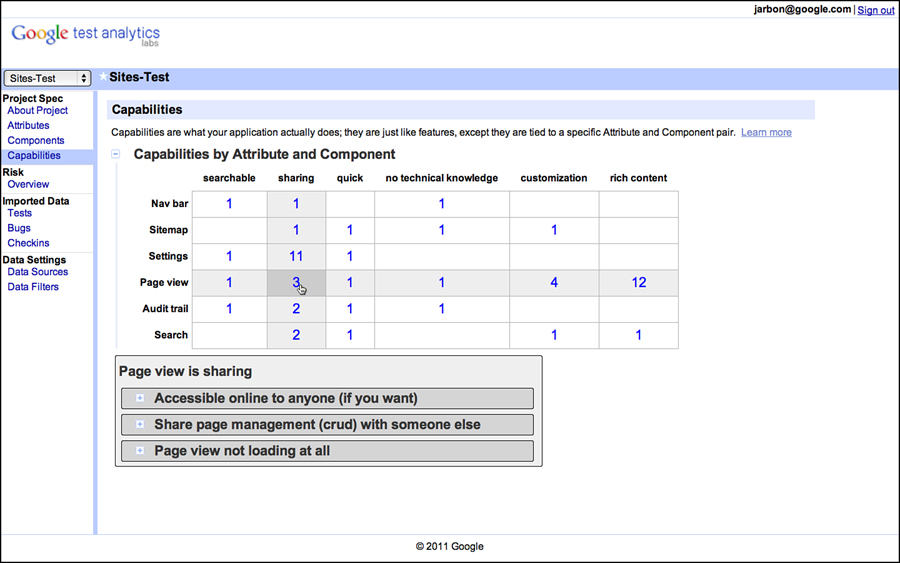 jarbon@google.com | Sign out
Google test analytics
labs
Sites-Test
Sites-Test
Project Spec
About Project
Attributes
Components
Capabilities
Risk
Overview
Imported Data
Tests
Bugs
Checkins
Data Settings
Data Sources
Data Filters
Capabilities
Capabilities are what your application actually does; they are just like features, except they are tied to a specific Attribute and Component pair. Learn more
Capabilities by Attribute and Component
searchable sharing quick no technical knowledge customization rich content
Nav bar 1 1 1
Sitemap 1 1 1 1
Settings 1 11 1
Page view 1 3 1 1 4 12
Audit trail 1 2 1 1
Search 2 1 1 1
Page view is sharing
Accessible online to anyone (if you want)
Share page management (crud) with someone else
Page view not loading at all
© 2011 Google